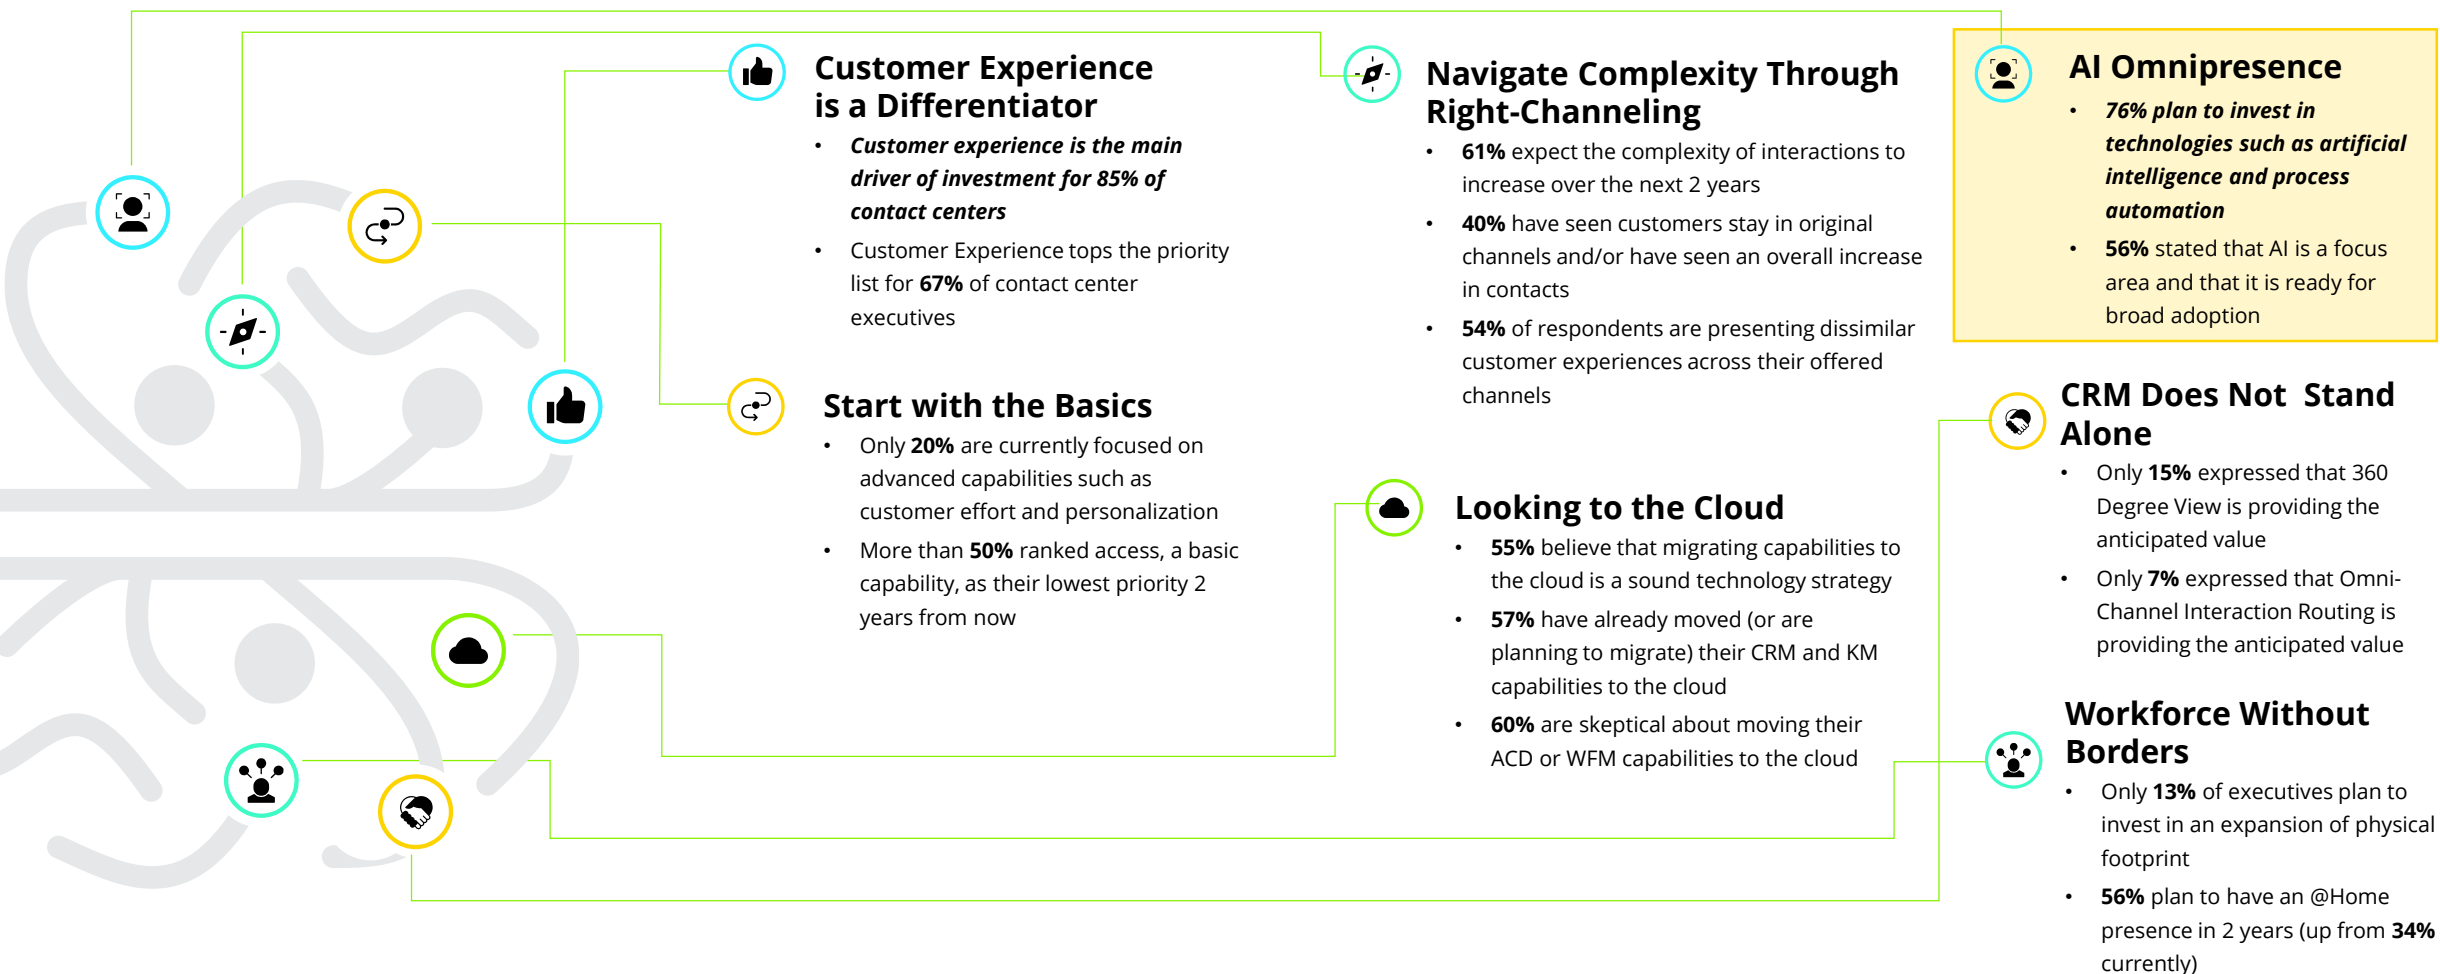 Customer Experience
is a Differentiator
• Customer experience is the main
driver of investment for 85% of
contact centers
• Customer Experience tops the priority
list for 67% of contact center
executives
Start with the Basics
• Only 20% are currently focused on
advanced capabilities such as
customer effort and personalization
• More than 50% ranked access, a basic
capability, as their lowest priority 2
years from now
Navigate Complexity Through
Right-Channeling
• 61% expect the complexity of interactions to
increase over the next 2 years
• 40% have seen customers stay in original
channels and/or have seen an overall increase
in contacts
• 54% of respondents are presenting dissimilar
customer experiences across their offered
channels
Looking to the Cloud
• 55% believe that migrating capabilities to
the cloud is a sound technology strategy
• 57% have already moved (or are
planning to migrate) their CRM and KM
capabilities to the cloud
• 60% are skeptical about moving their
ACD or WFM capabilities to the cloud
AI Omnipresence
• 76% plan to invest in
technologies such as artificial
intelligence and process
automation
• 56% stated that AI is a focus
area and that it is ready for
broad adoption
CRM Does Not Stand
Alone
• Only 15% expressed that 360
Degree View is providing the
anticipated value
• Only 7% expressed that Omni-
Channel Interaction Routing is
providing the anticipated value
Workforce Without
Borders
• Only 13% of executives plan to
invest in an expansion of physical
footprint
• 56% plan to have an @Home
presence in 2 years (up from 34%
currently)